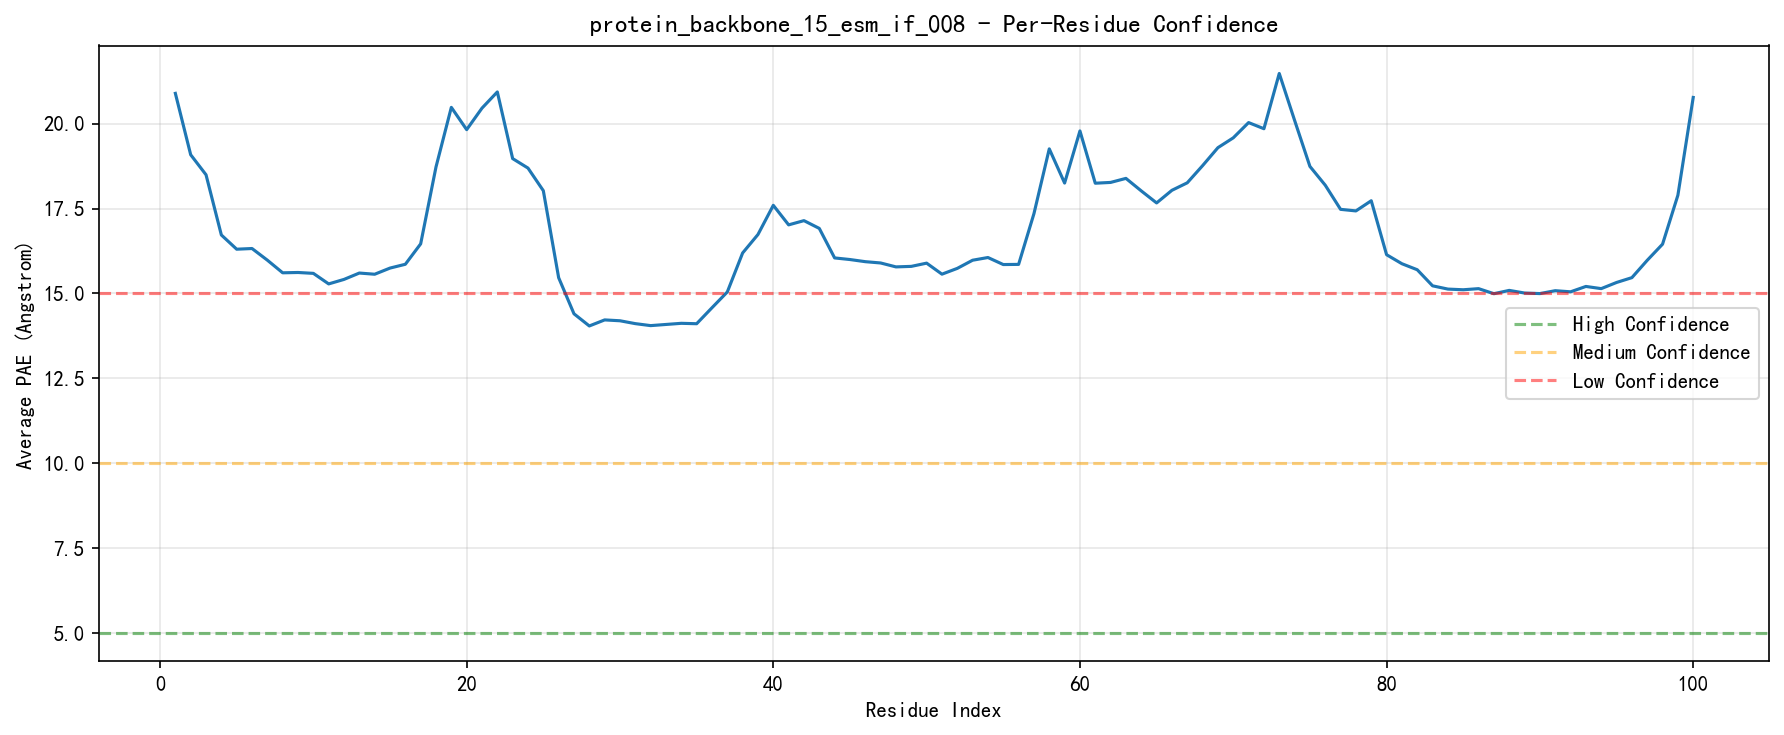 protein_backbone_15_esm_if_008 - Per-Residue Confidence
20.0
17.5
15.0
12.5
10.0
7.5
5.0
Average PAE (Angstrom)
High Confidence
Medium Confidence
Low Confidence
0 20 40 60 80 100
Residue Index